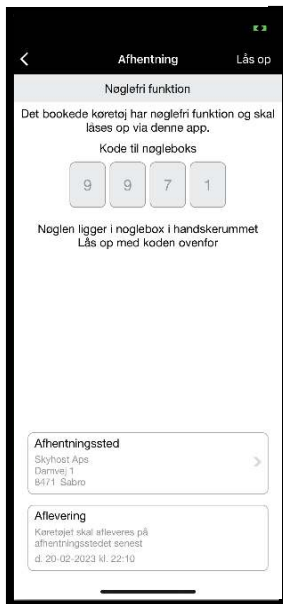 Afhentning
Lås op
Nøglefri funktion
Det bookede køretøj har nøglefri funktion og skal
låses op via denne app.
Kode til nøgleboks
9 9 7 1
Nøglen ligger i noglebox i handskerummet
Lås op med koden ovenfor
Afhentningssted
Skyhost Aps
Damvej 1
8471 Sabro
Aflevering
Køretøjet skal afleveres på
afhentningsstedet senest
d. 20-02-2023 kl. 22:10